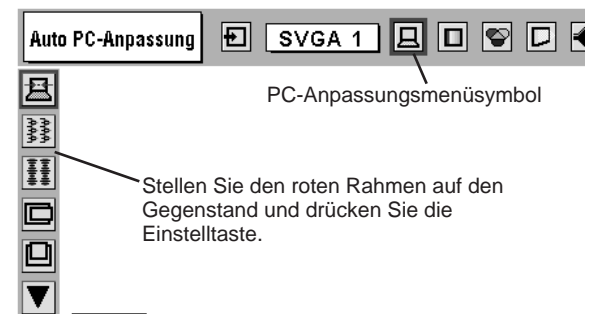 Auto PC-Anpassung
SVGA 1
PC-Anpassungsmenüsymbol
Stellen Sie den roten Rahmen auf den
Gegenstand und drücken Sie die
Einstelltaste.